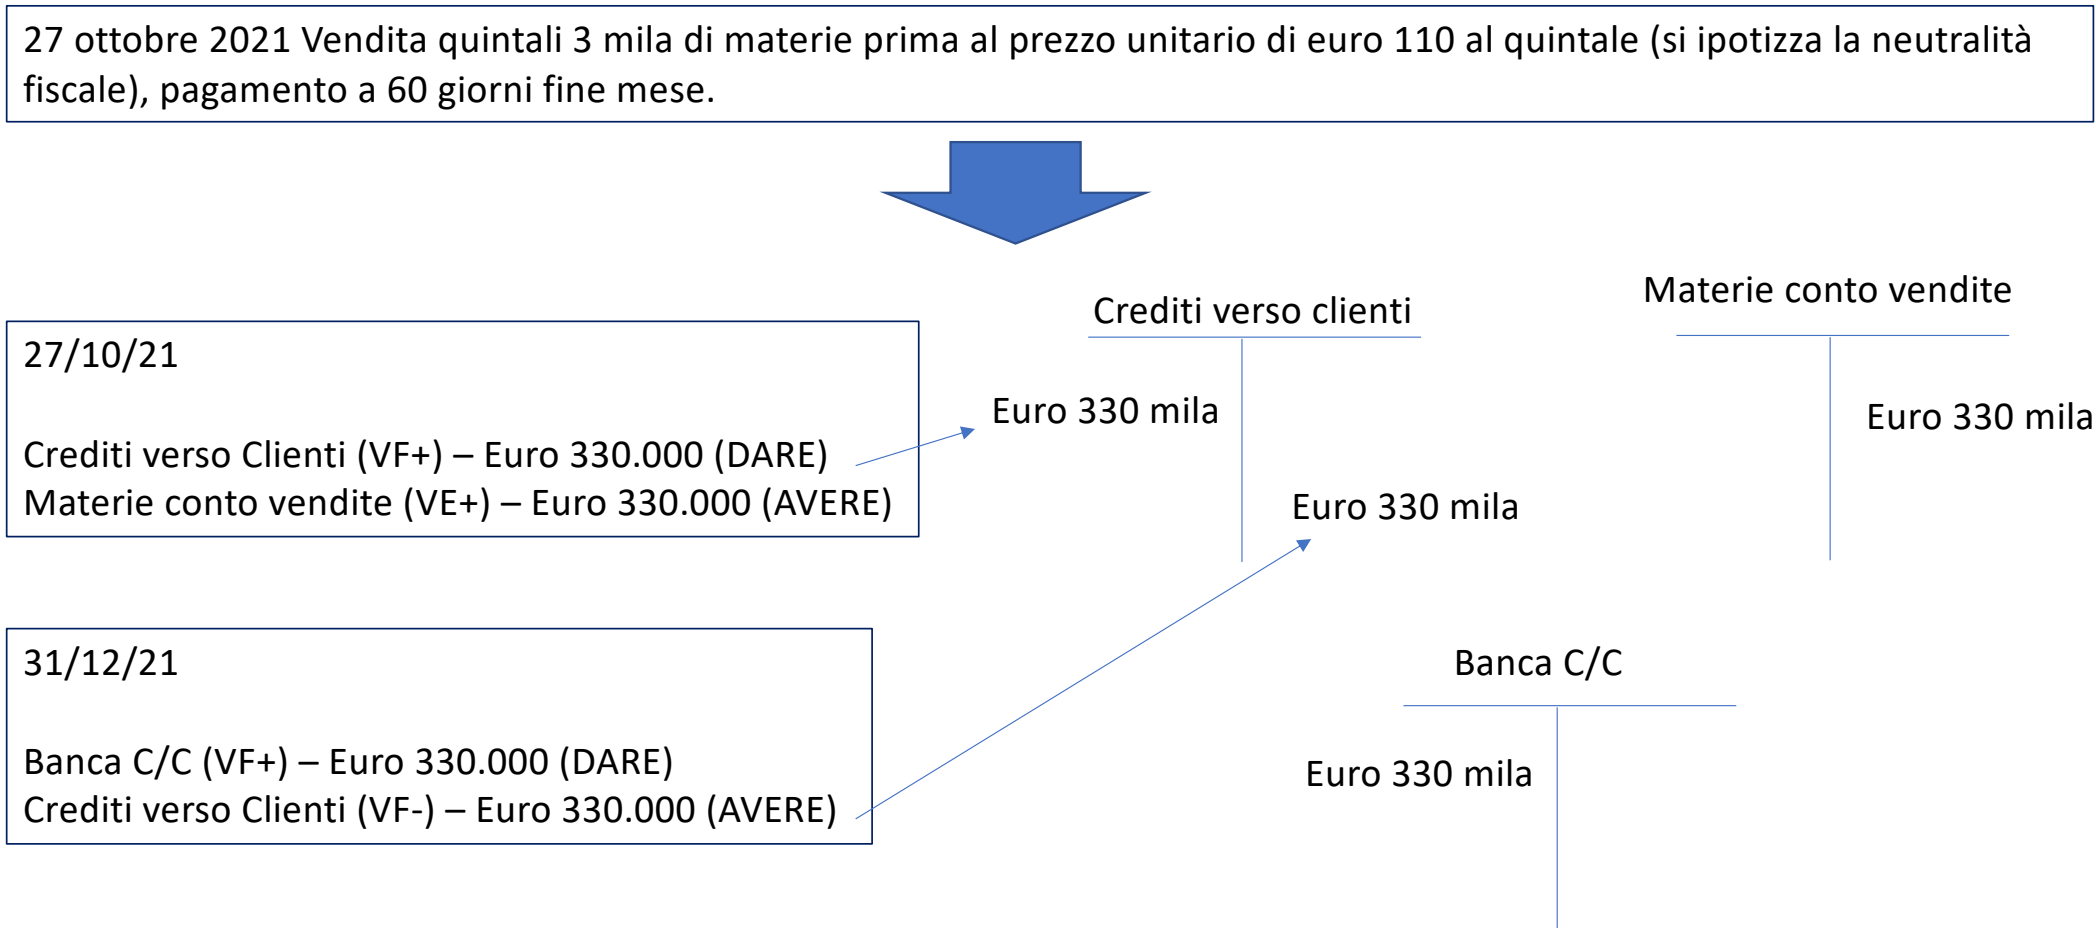 27 ottobre 2021 Vendita quintali 3 mila di materie prima al prezzo unitario di euro 110 al quintale (si ipotizza la neutralità
fiscale), pagamento a 60 giorni fine mese.
Crediti verso clienti
Materie conto vendite
27/10/21
Crediti verso Clienti (VF+) – Euro 330.000 (DARE)
Materie conto vendite (VE+) – Euro 330.000 (AVERE)
Euro 330 mila
Euro 330 mila
Euro 330 mila
31/12/21
Banca C/C (VF+) – Euro 330.000 (DARE)
Crediti verso Clienti (VF-) – Euro 330.000 (AVERE)
Banca C/C
Euro 330 mila